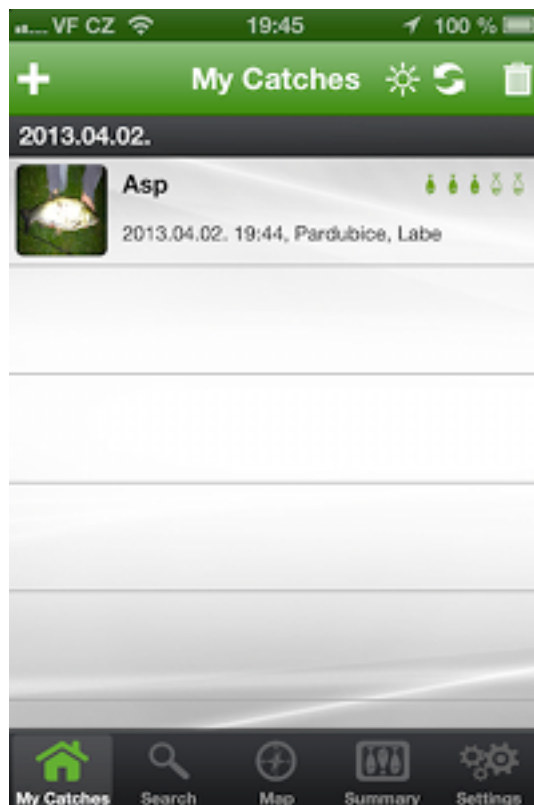 ... VF CZ 19:45 100 %
My Catches
2013.04.02.
Asp
2013.04.02. 19:44, Pardubice, Labe
My Catches Search Map Summary Settings